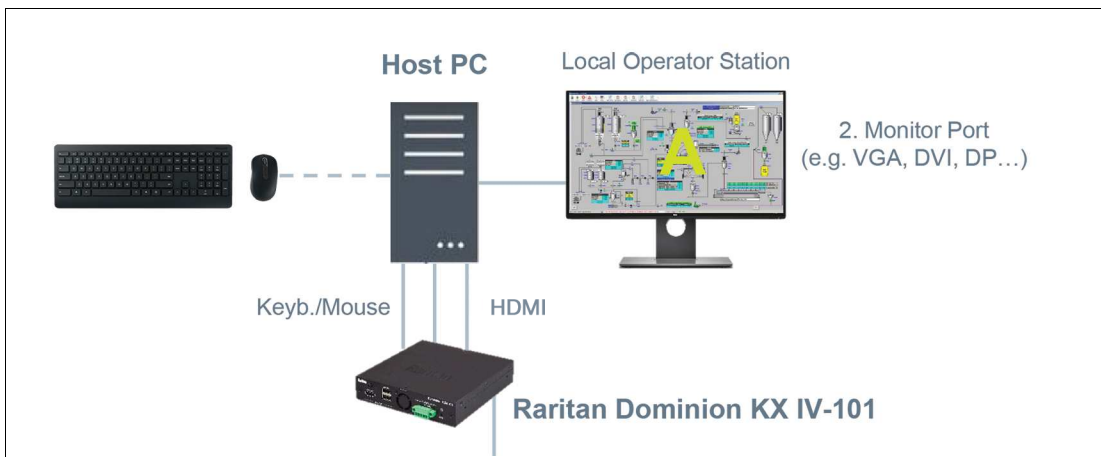 Host PC
Local Operator Station
A
2. Monitor Port
(e.g. VGA, DVI, DP…)
Keyb./Mouse
HDMI
Raritan Dominion KX IV-101